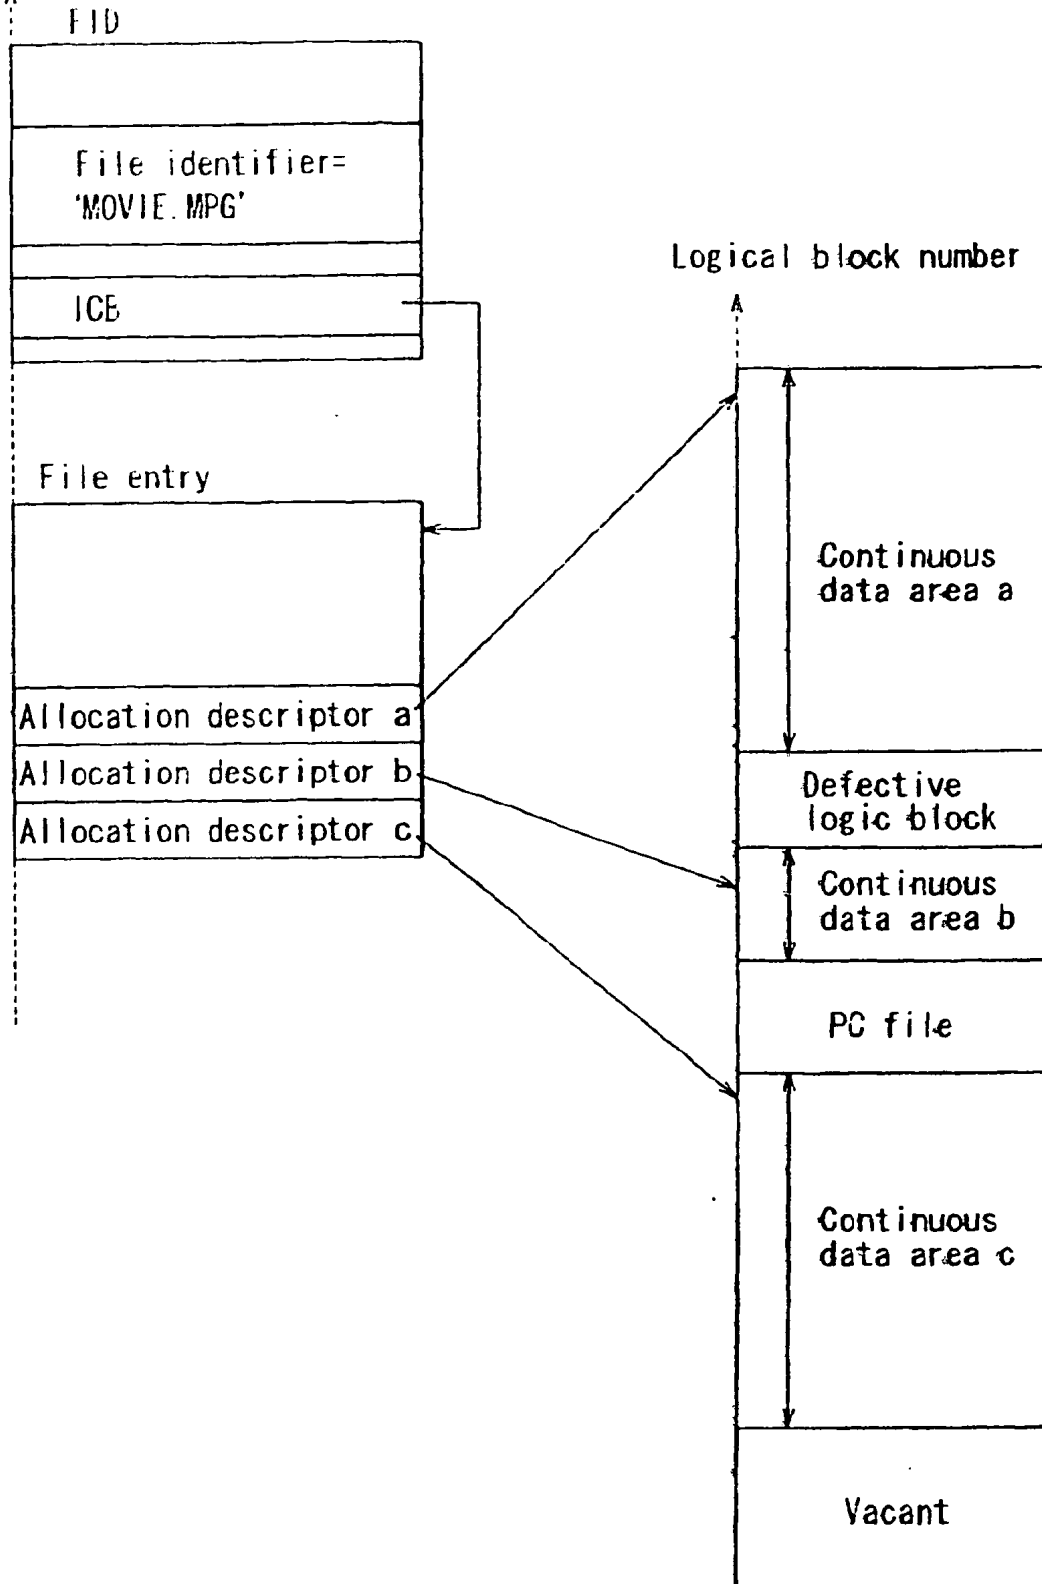 FID
File identifier=
'MOVIE.MPG'
ICB
File entry
Allocation descriptor a
Allocation descriptor b
Allocation descriptor c
Logical block number
Continuous
data area a
Defective
logic block
Continuous
data area b
PC file
Continuous
data area c
Vacant